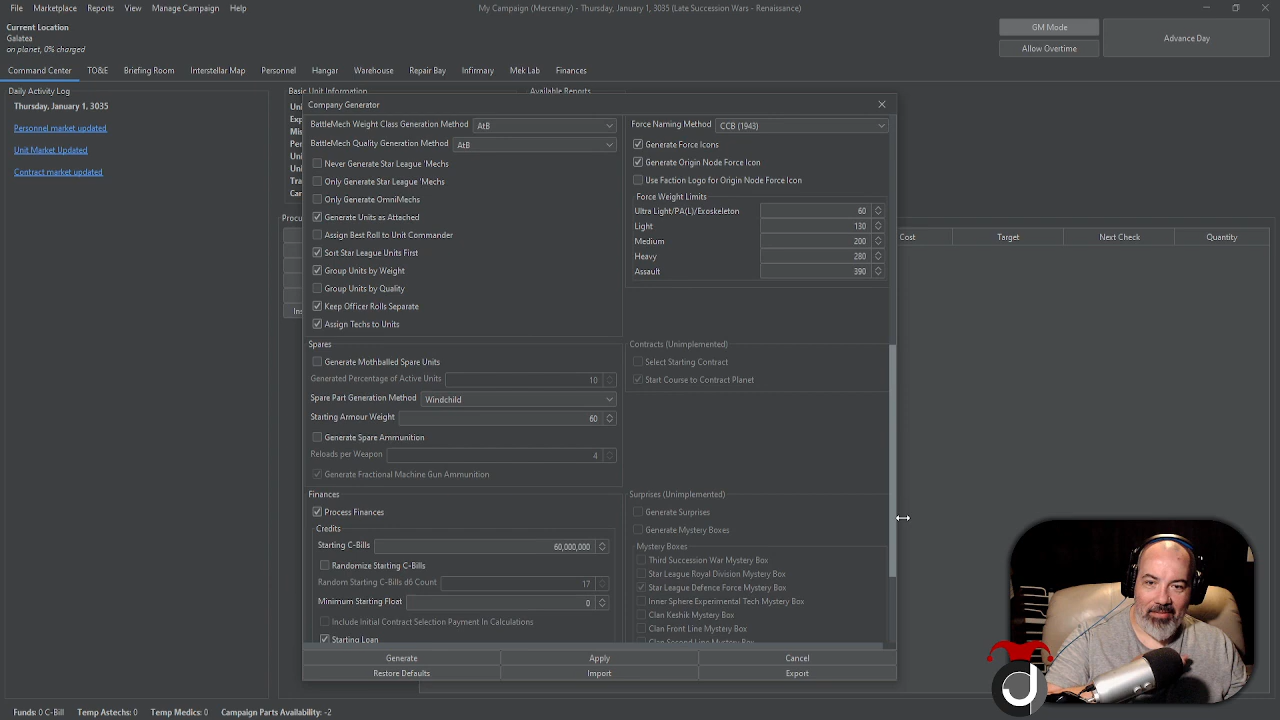 File Marketplace Reports View Manage Campaign Help
My Campaign (Mercenary) - Thursday, January 1, 3035 (Late Succession Wars - Renaissance)
Current Location
Galatea
on planet, 0% charged
GM Mode
Allow Overtime
Advance Day
Command Center TO&E Briefing Room Interstellar Map Personnel Hangar Warehouse Repair Bay Infirmary Mek Lab Finances
Daily Activity Log
Thursday, January 1, 3035
Personnel market updated
Unit Market Updated
Contract market updated
Basic Unit Information
Available Reports
Company Generator
BattleMech Weight Class Generation Method AtB
BattleMech Quality Generation Method AtB
Never Generate Star League 'Mechs
Only Generate Star League 'Mechs
Only Generate OmniMechs
Generate Units as Attached
Assign Best Roll to Unit Commander
Sort Star League Units First
Group Units by Weight
Group Units by Quality
Keep Officer Rolls Separate
Assign Techs to Units
Force Naming Method CCB (1943)
Generate Force Icons
Generate Origin Node Force Icon
Use Faction Logo for Origin Node Force Icon
Force Weight Limits
Ultra Light/PA(L)/Exoskeleton 60
Light 130
Medium 200
Heavy 280
Assault 390
Spares
Generate Mothballed Spare Units
Generated Percentage of Active Units 10
Spare Part Generation Method Windchild
Starting Armour Weight 60
Generate Spare Ammunition
Reloads per Weapon 4
Generate Fractional Machine Gun Ammunition
Contracts (Unimplemented)
Select Starting Contract
Start Course to Contract Planet
Finances
Process Finances
Credits
Starting C-Bills 60,000,000
Randomize Starting C-Bills
Random Starting C-Bills d6 Count 17
Minimum Starting Float 0
Include Initial Contract Selection Payment In Calculations
Starting Loan
Surprises (Unimplemented)
Generate Surprises
Generate Mystery Boxes
Mystery Boxes
Third Succession War Mystery Box
Star League Royal Division Mystery Box
Star League Defence Force Mystery Box
Inner Sphere Experimental Tech Mystery Box
Clan Keshik Mystery Box
Clan Front Line Mystery Box
Clan Second Line Mystery Box
Generate Apply Cancel
Restore Defaults Import Export
Cost Target Next Check Quantity
Funds: 0 C-Bill Temp Astechs: 0 Temp Medics: 0 Campaign Parts Availability: -2